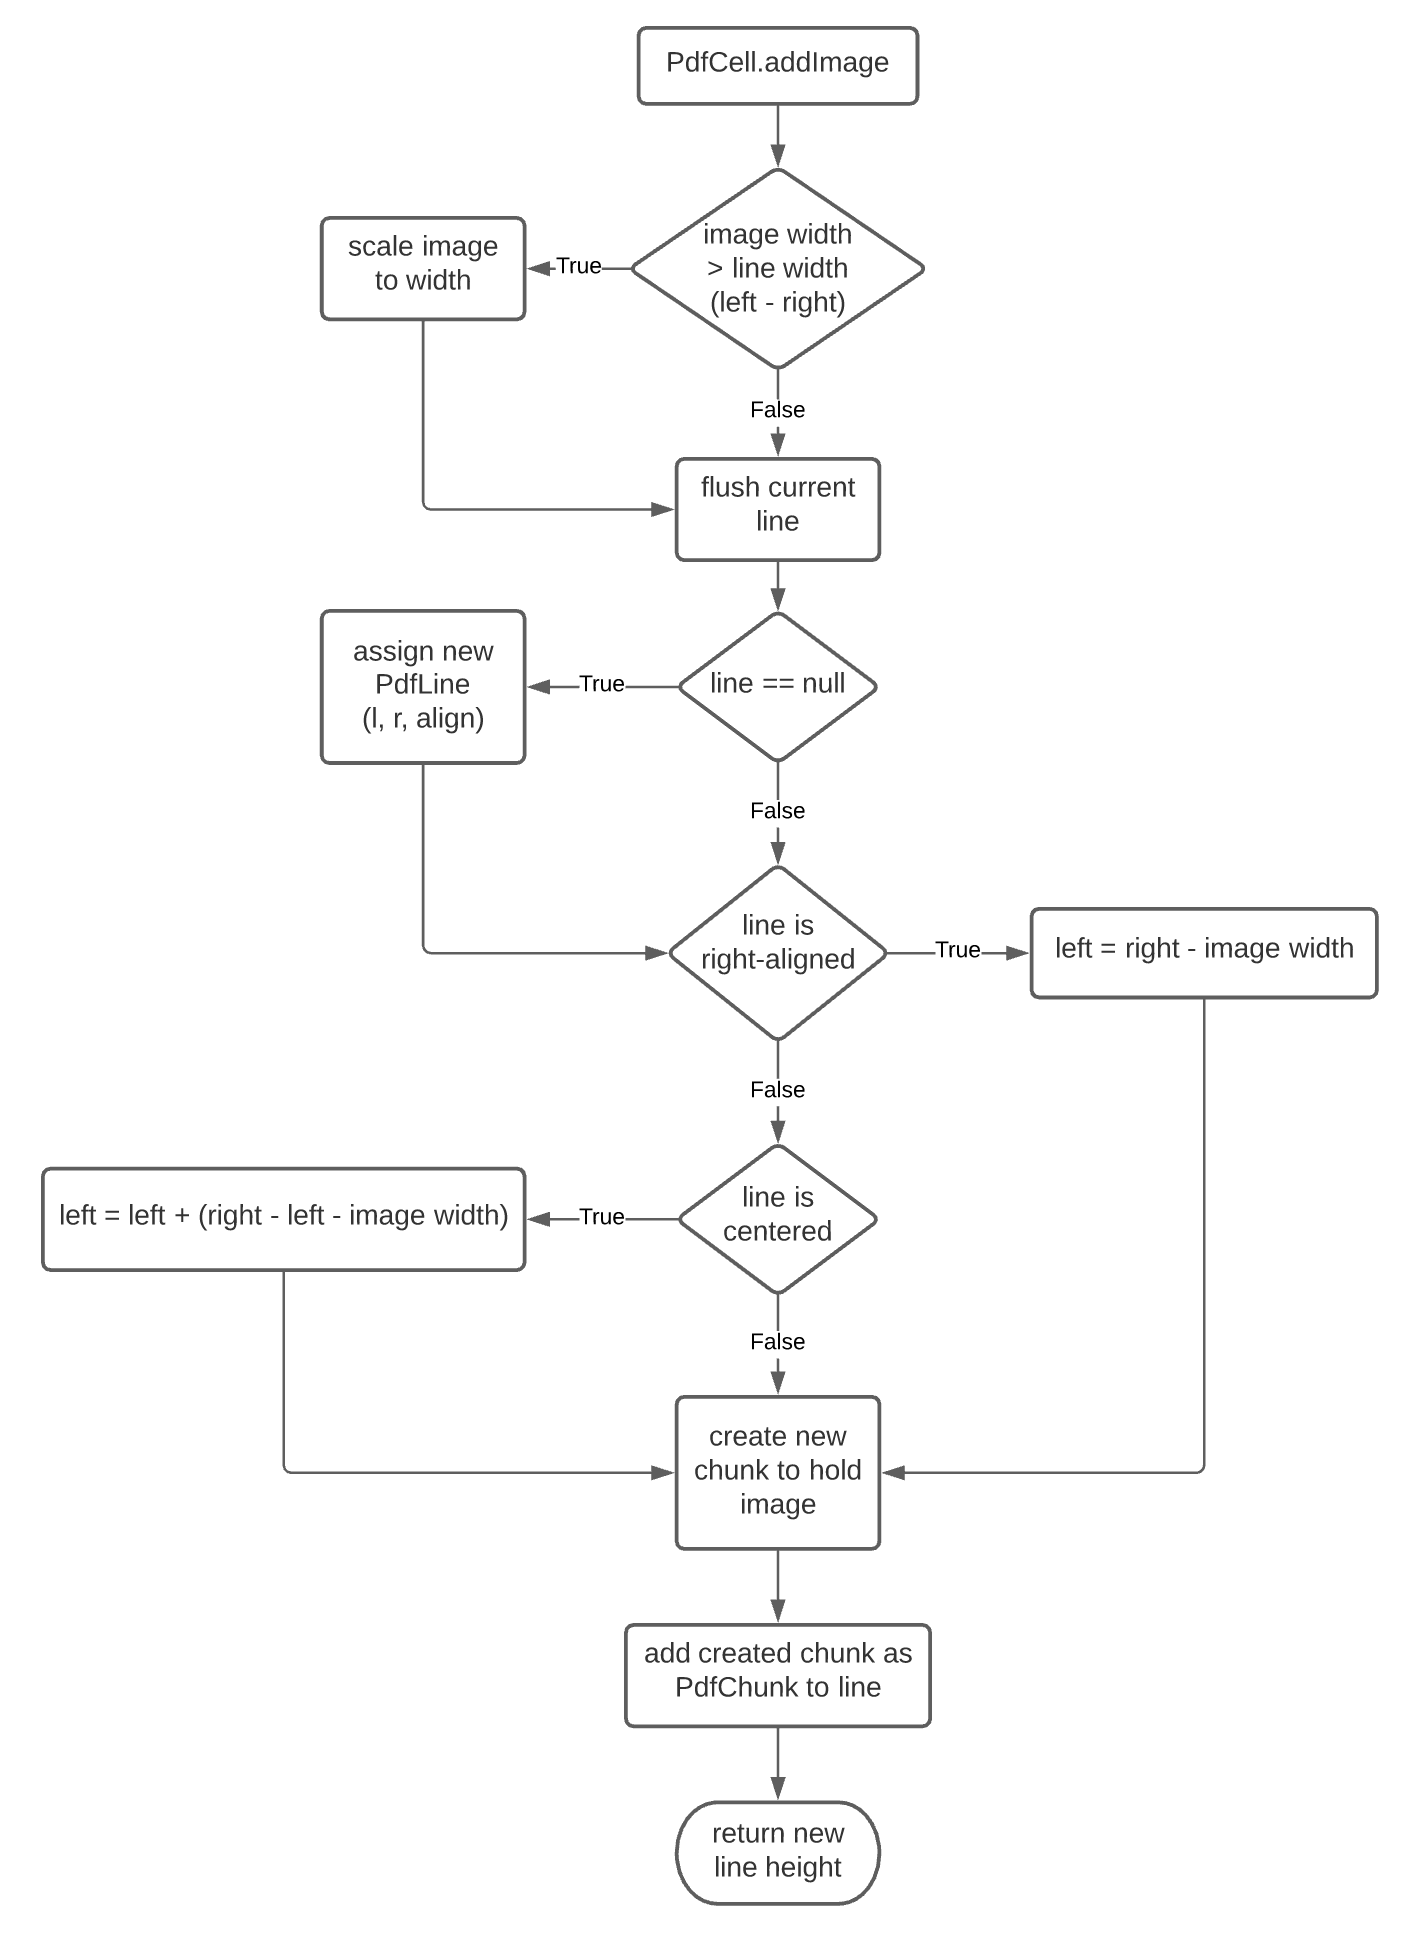 PdfCell.addImage
image width
> line width
(left - right)
True
scale image
to width
False
flush current
line
line == null
True
assign new
PdfLine
(l, r, align)
False
line is
right-aligned
True
left = right - image width
False
line is
centered
True
left = left + (right - left - image width)
False
create new
chunk to hold
image
add created chunk as
PdfChunk to line
return new
line height